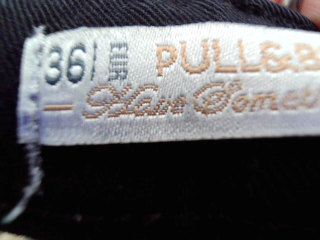 36 EUR PULL&B
— Have Some